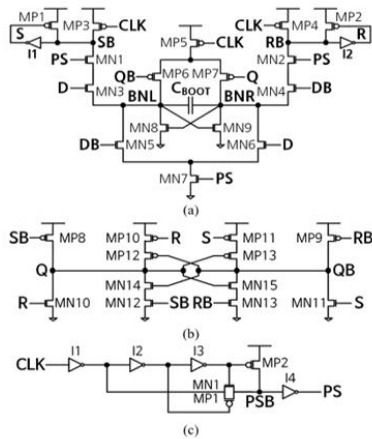 MP1 MP3 CLK CLK MP4 MP2
S SB MP5 CLK RB R
I1 I2
PS MN1 QB MP6 MP7 Q MN2 PS
D MN3 CBOOT MN4 DB
BNL BNR
MN8 MN9
DB MN5 MN6 D
MN7 PS
(a)
SB MP8 MP10 R S MP11 MP9 RB
MP12 MP13
Q QB
MN14 MN15
R MN10 MN12 SB RB MN13 MN11 S
(b)
CLK I1 I2 I3 MP2
MN1 I4
MP1 PSB PS
(c)